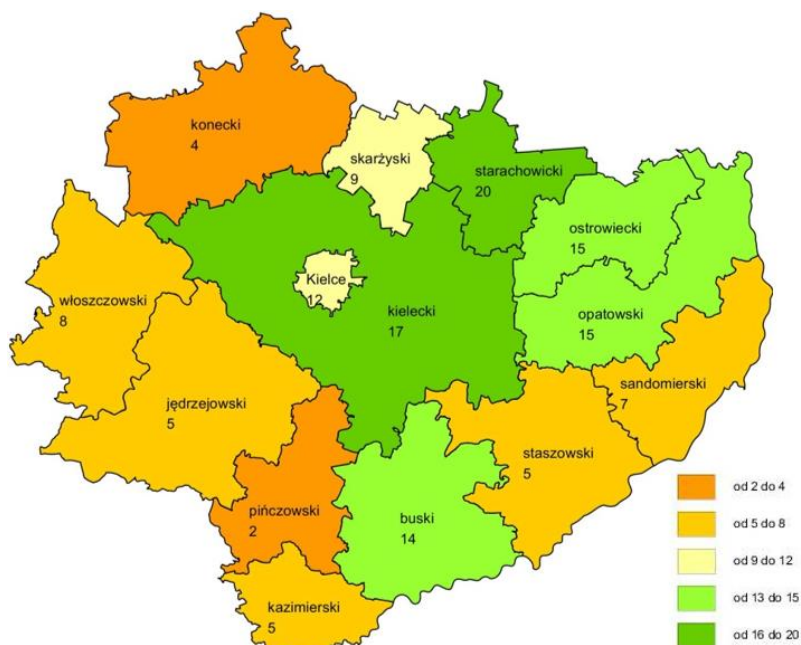 konecki
4
skarżyski
9
starachowicki
20
ostrowiecki
15
Kielce
12
włoszczowski
8
kielecki
17
opatowski
15
sandomierski
7
jędrzejowski
5
staszowski
5
pińczowski
2
buski
14
kazimierski
5
od 2 do 4
od 5 do 8
od 9 do 12
od 13 do 15
od 16 do 20